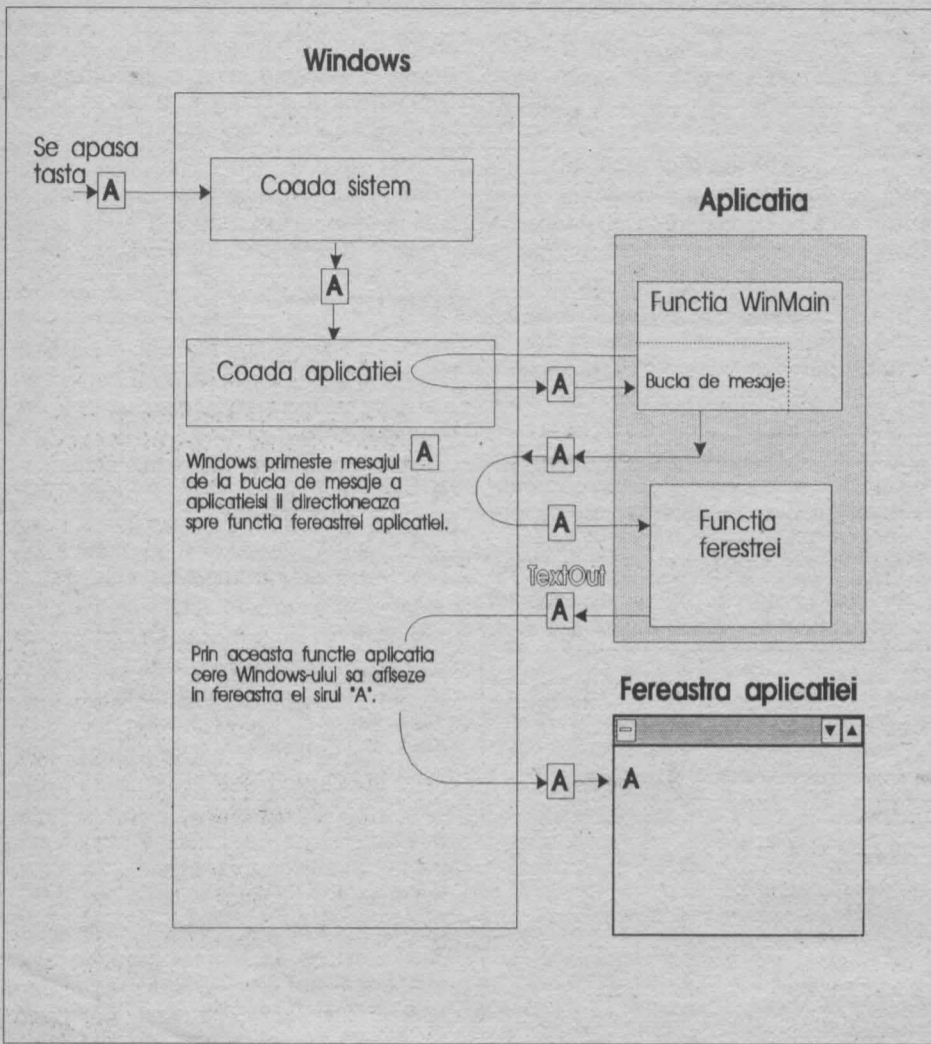 Windows
Se apasa
tasta
A
Coada sistem
A
Coada aplicatiei
A
Aplicatia
Functia WinMain
Bucla de mesaje
A
Windows primeste mesajul
de la bucla de mesaje a
aplicatieisi il directioneaza
spre functia fereastrei aplicatiei.
A
A
Functia
ferestrei
TextOut
A
Prin aceasta functie aplicatia
cere Windows-ului sa afiseze
in fereastra ei sirul "A".
Fereastra aplicatiei
A
A